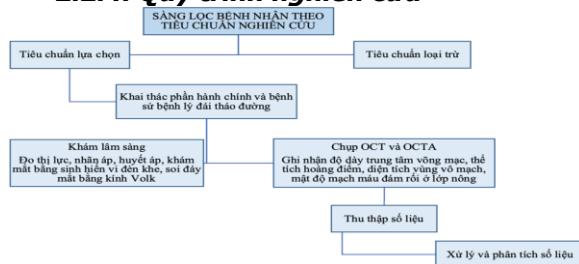 SÀNG LỌC BỆNH NHÂN THEO
TIÊU CHUẨN NGHIÊN CỨU
Tiêu chuẩn lựa chọn
Tiêu chuẩn loại trừ
Khai thác phần hành chính và bệnh
sử bệnh lý đái tháo đường
Khám lâm sàng
Đo thị lực, nhãn áp, huyết áp, khám
mắt bằng sinh hiển vi đèn khe, soi đáy
mắt bằng kính Volk
Chụp OCT và OCTA
Ghi nhận độ dày trung tâm võng mạc, thể
tích hoàng điểm, diện tích vùng vô mạch,
mật độ mạch máu đám rối ở lớp nông
Thu thập số liệu
Xử lý và phân tích số liệu